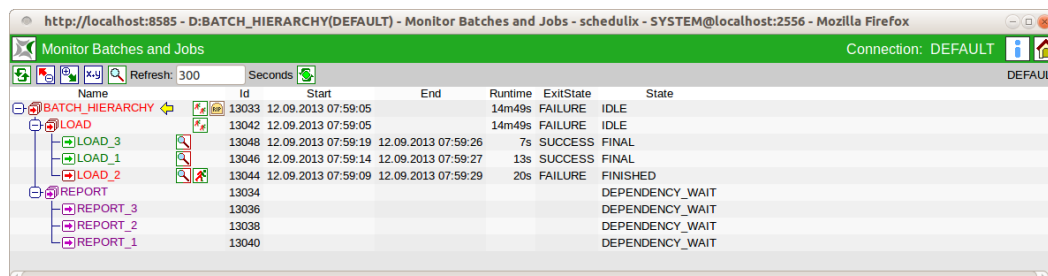 http://localhost:8585 - D:BATCH_HIERARCHY(DEFAULT) - Monitor Batches and Jobs - schedulix - SYSTEM@localhost:2556 - Mozilla Firefox
Monitor Batches and Jobs Connection: DEFAULT
x,y Refresh: 300 Seconds DEFAUL
Name Id Start End Runtime ExitState State
BATCH_HIERARCHY RIP 13033 12.09.2013 07:59:05 14m49s FAILURE IDLE
LOAD 13042 12.09.2013 07:59:05 14m49s FAILURE IDLE
LOAD_3 13048 12.09.2013 07:59:19 12.09.2013 07:59:26 7s SUCCESS FINAL
LOAD_1 13046 12.09.2013 07:59:14 12.09.2013 07:59:27 13s SUCCESS FINAL
LOAD_2 13044 12.09.2013 07:59:09 12.09.2013 07:59:29 20s FAILURE FINISHED
REPORT 13034 DEPENDENCY_WAIT
REPORT_3 13036 DEPENDENCY_WAIT
REPORT_2 13038 DEPENDENCY_WAIT
REPORT_1 13040 DEPENDENCY_WAIT